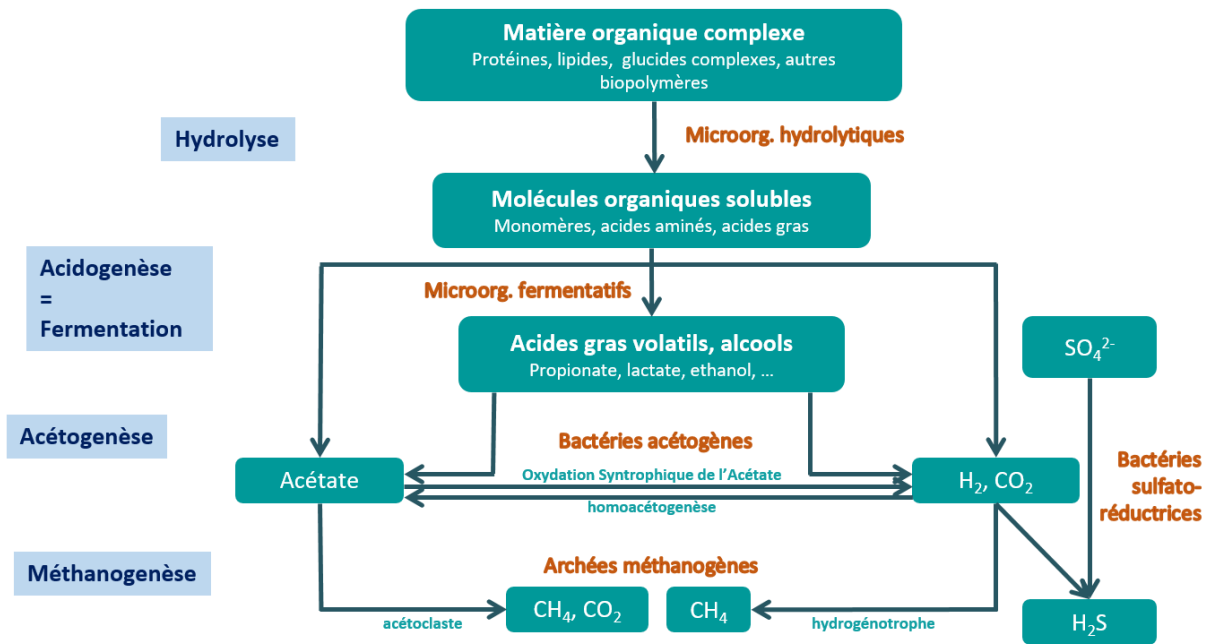 Matière organique complexe
Protéines, lipides, glucides complexes, autres
biopolymères
Hydrolyse
Microorg. hydrolytiques
Molécules organiques solubles
Monomères, acides aminés, acides gras
Acidogenèse
=
Fermentation
Microorg. fermentatifs
Acides gras volatils, alcools
Propionate, lactate, ethanol, ...
SO₄²⁻
Acétogenèse
Bactéries acétogènes
Oxydation Syntrophique de l'Acétate
Acétate
H₂, CO₂
homoacétogenèse
Bactéries
sulfato-
réductrices
Méthanogenèse
Archées méthanogènes
CH₄, CO₂
CH₄
H₂S
acétoclaste
hydrogénotrophe